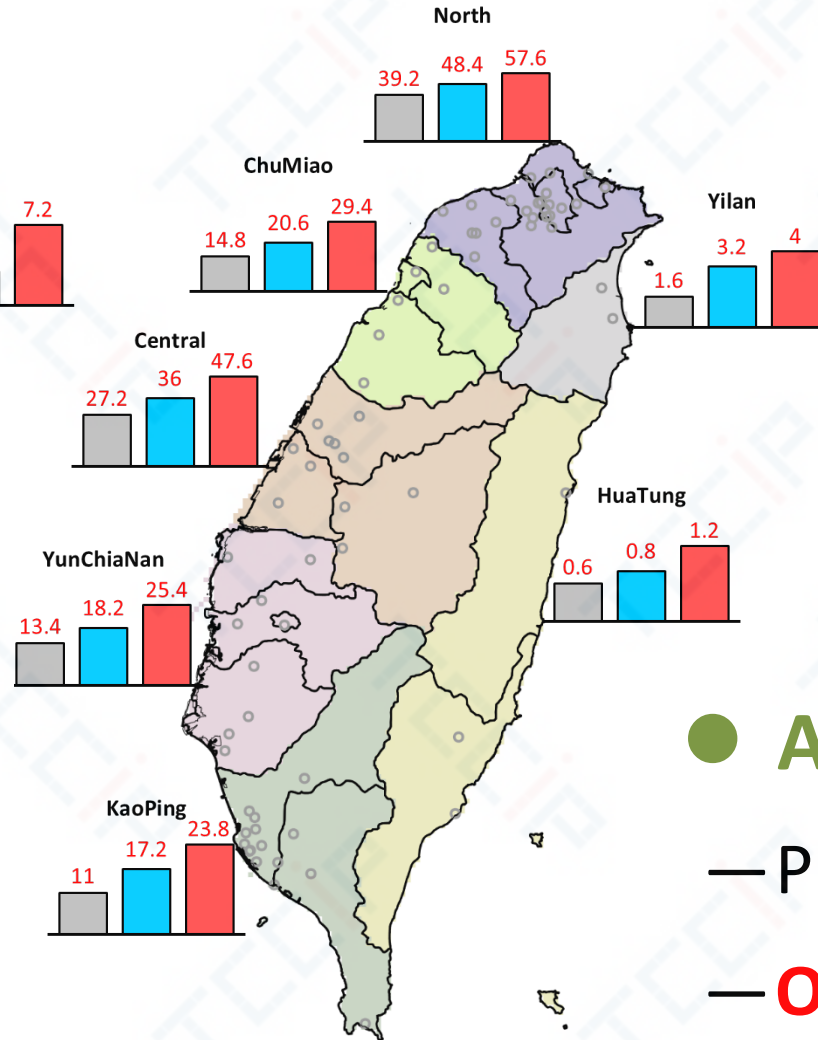 North
39.2 48.4 57.6
ChuMiao
14.8 20.6 29.4
7.2
Yilan
1.6 3.2 4
Central
27.2 36 47.6
HuaTung
0.6 0.8 1.2
YunChiaNan
13.4 18.2 25.4
A
KaoPing
11 17.2 23.8
— P
— O
TCCiP